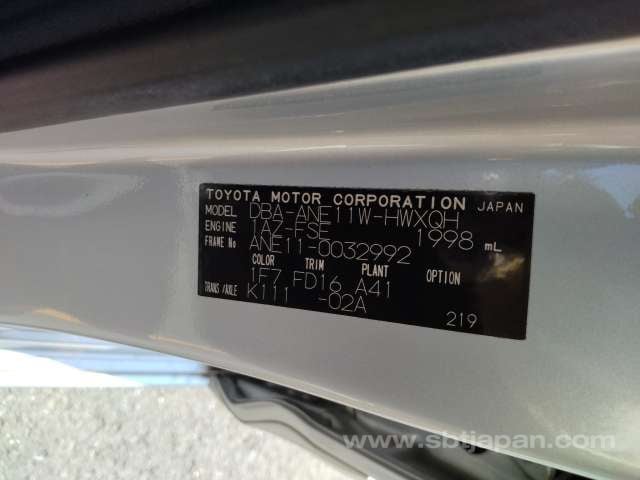 TOYOTA MOTOR CORPORATION JAPAN
MODEL DBA-ANE11W-HWXQH
ENGINE 1AZ-FSE 1998 mL
FRAME No ANE11-0032992
COLOR TRIM PLANT OPTION
1F7 FD16 A41
TRANS/AXLE K111 -02A
219
www.sbtjapan.com